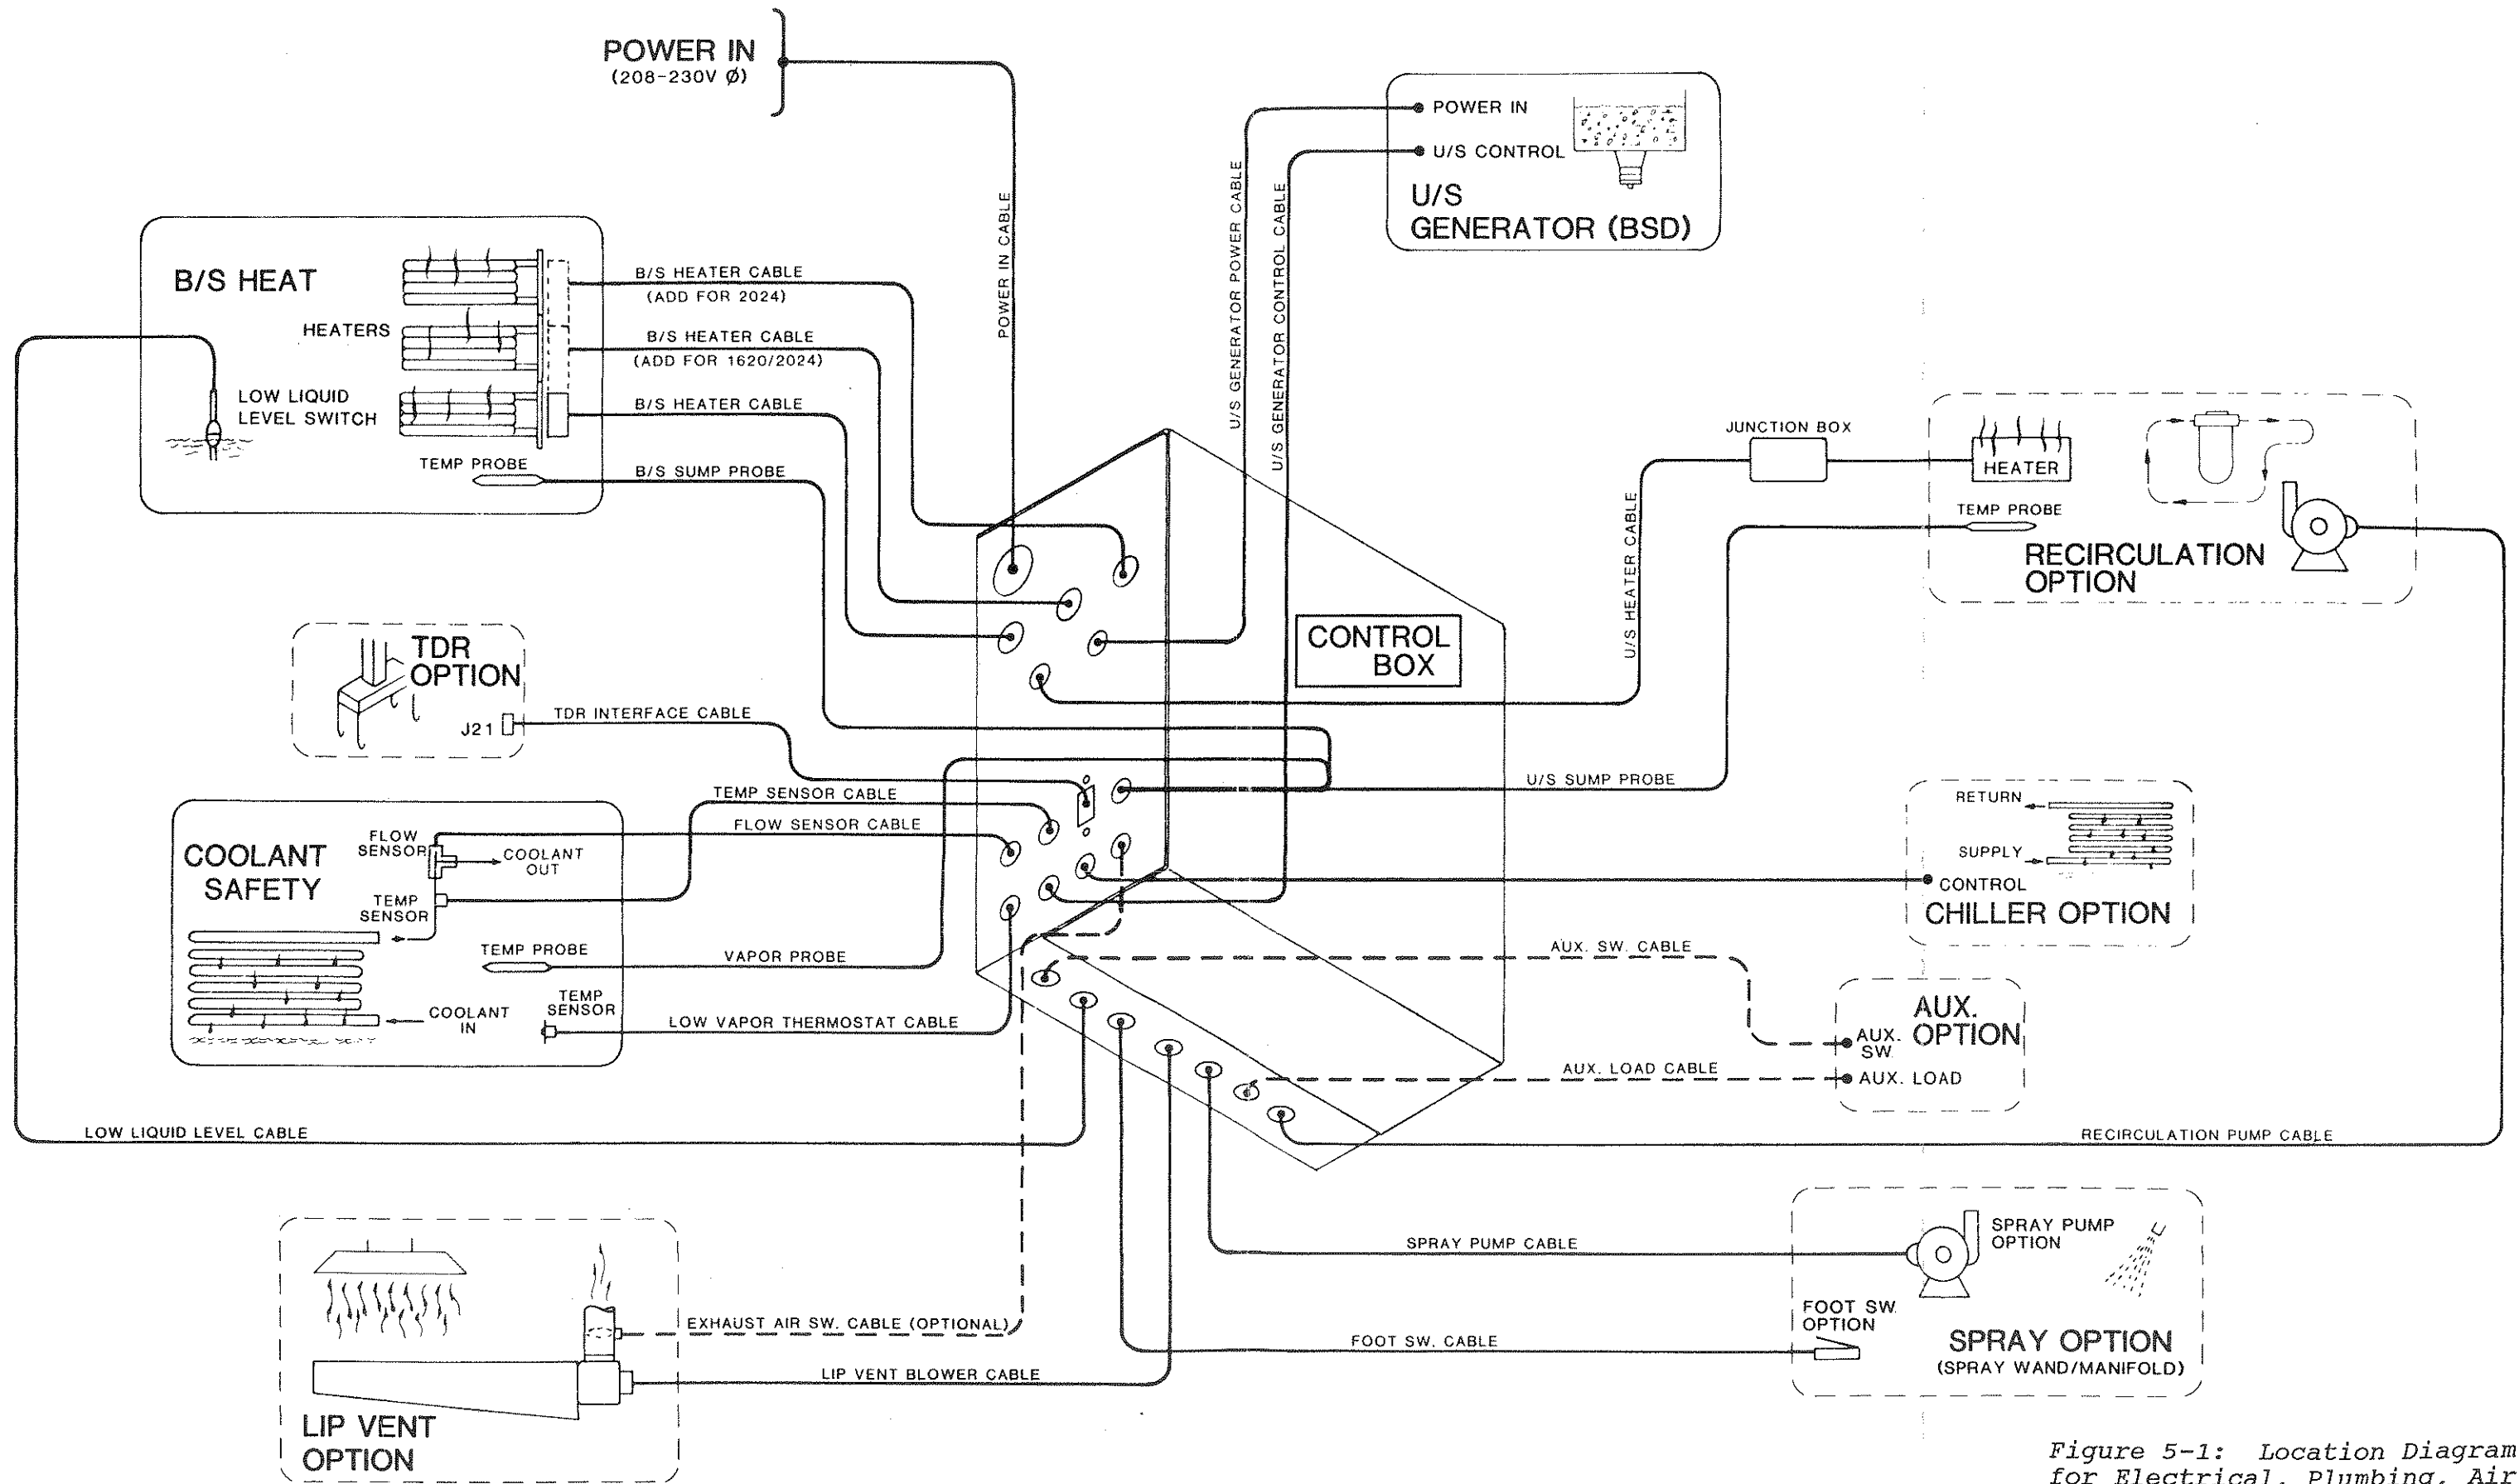 POWER IN
(208-230V Ø)
POWER IN CABLE
POWER IN
U/S CONTROL
U/S
GENERATOR (BSD)
U/S GENERATOR POWER CABLE
U/S GENERATOR CONTROL CABLE
B/S HEAT
HEATERS
LOW LIQUID
LEVEL SWITCH
TEMP PROBE
B/S HEATER CABLE
(ADD FOR 2024)
B/S HEATER CABLE
(ADD FOR 1620/2024)
B/S HEATER CABLE
B/S SUMP PROBE
JUNCTION BOX
U/S HEATER CABLE
HEATER
TEMP PROBE
RECIRCULATION
OPTION
CONTROL
BOX
TDR
OPTION
J21
TDR INTERFACE CABLE
U/S SUMP PROBE
TEMP SENSOR CABLE
FLOW SENSOR CABLE
COOLANT
SAFETY
FLOW
SENSOR
COOLANT
OUT
TEMP
SENSOR
TEMP PROBE
VAPOR PROBE
TEMP
SENSOR
COOLANT
IN
LOW VAPOR THERMOSTAT CABLE
RETURN
SUPPLY
CONTROL
CHILLER OPTION
AUX. SW. CABLE
AUX.
OPTION
AUX.
SW.
AUX. LOAD CABLE
AUX. LOAD
LOW LIQUID LEVEL CABLE
RECIRCULATION PUMP CABLE
SPRAY PUMP CABLE
SPRAY PUMP
OPTION
FOOT SW.
OPTION
FOOT SW. CABLE
SPRAY OPTION
(SPRAY WAND/MANIFOLD)
EXHAUST AIR SW. CABLE (OPTIONAL)
LIP VENT BLOWER CABLE
LIP VENT
OPTION
Figure 5-1: Location Diagram
for Electrical, Plumbing, Air